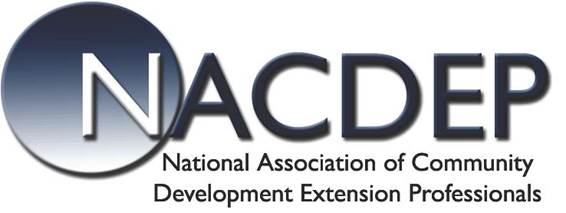 NACDEP
National Association of Community
Development Extension Professionals